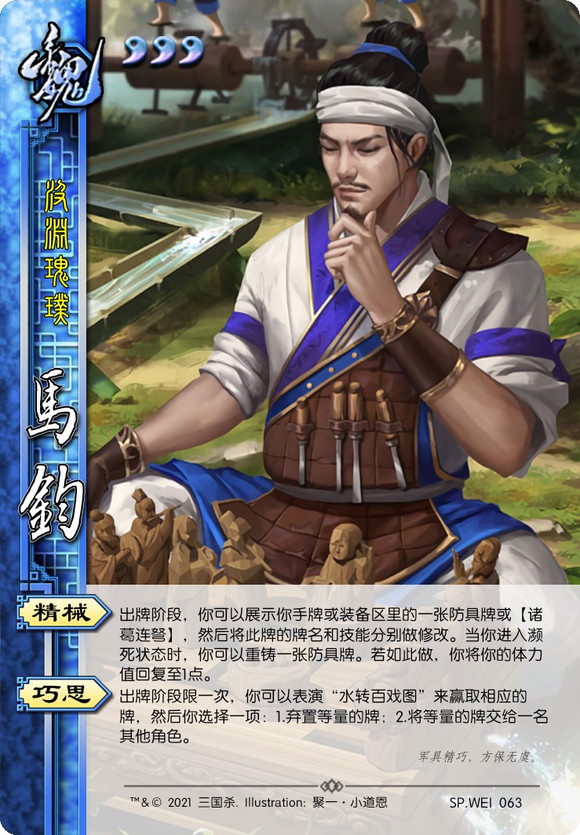 魏
没渊瑰璞
馬鈞
精械
出牌阶段，你可以展示你手牌或装备区里的一张防具牌或【诸
葛连弩】，然后将此牌的牌名和技能分别做修改。当你进入濒
死状态时，你可以重铸一张防具牌。若如此做，你将你的体力
值回复至1点。
巧思
出牌阶段限一次，你可以表演“水转百戏图”来赢取相应的
牌，然后你选择一项：1.弃置等量的牌；2.将等量的牌交给一名
其他角色。
军具精巧，方保无虞。
™&© 2021 三国杀. Illustration: 聚一·小道恩
SP.WEI 063